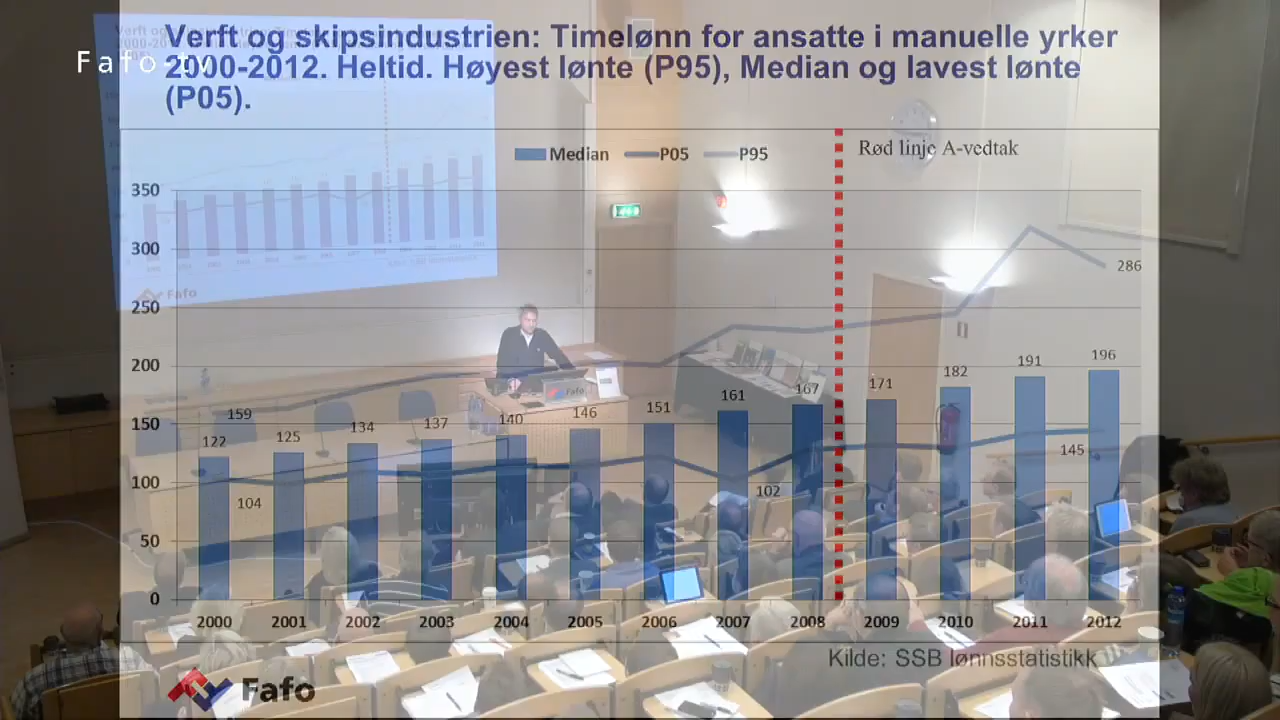 Verft og skipsindustrien: Timelønn for ansatte i manuelle yrker
2000-2012. Heltid. Høyest lønte (P95), Median og lavest lønte
(P05).
Fafo-tv
Median P05 P95
Rød linje A-vedtak
350
300
250
200
150
100
50
0
286
159
122 125 134 137 140 146 151 161 167 171 182 191 196
104 102 145
2000 2001 2002 2003 2004 2005 2006 2007 2008 2009 2010 2011 2012
Kilde: SSB lønnsstatistikk
Fafo
Fafo
Fafo